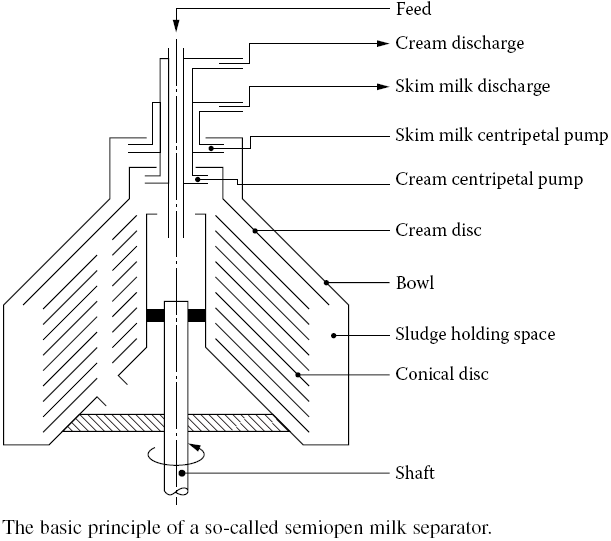 Feed
Cream discharge
Skim milk discharge
Skim milk centripetal pump
Cream centripetal pump
Cream disc
Bowl
Sludge holding space
Conical disc
Shaft
The basic principle of a so-called semiopen milk separator.